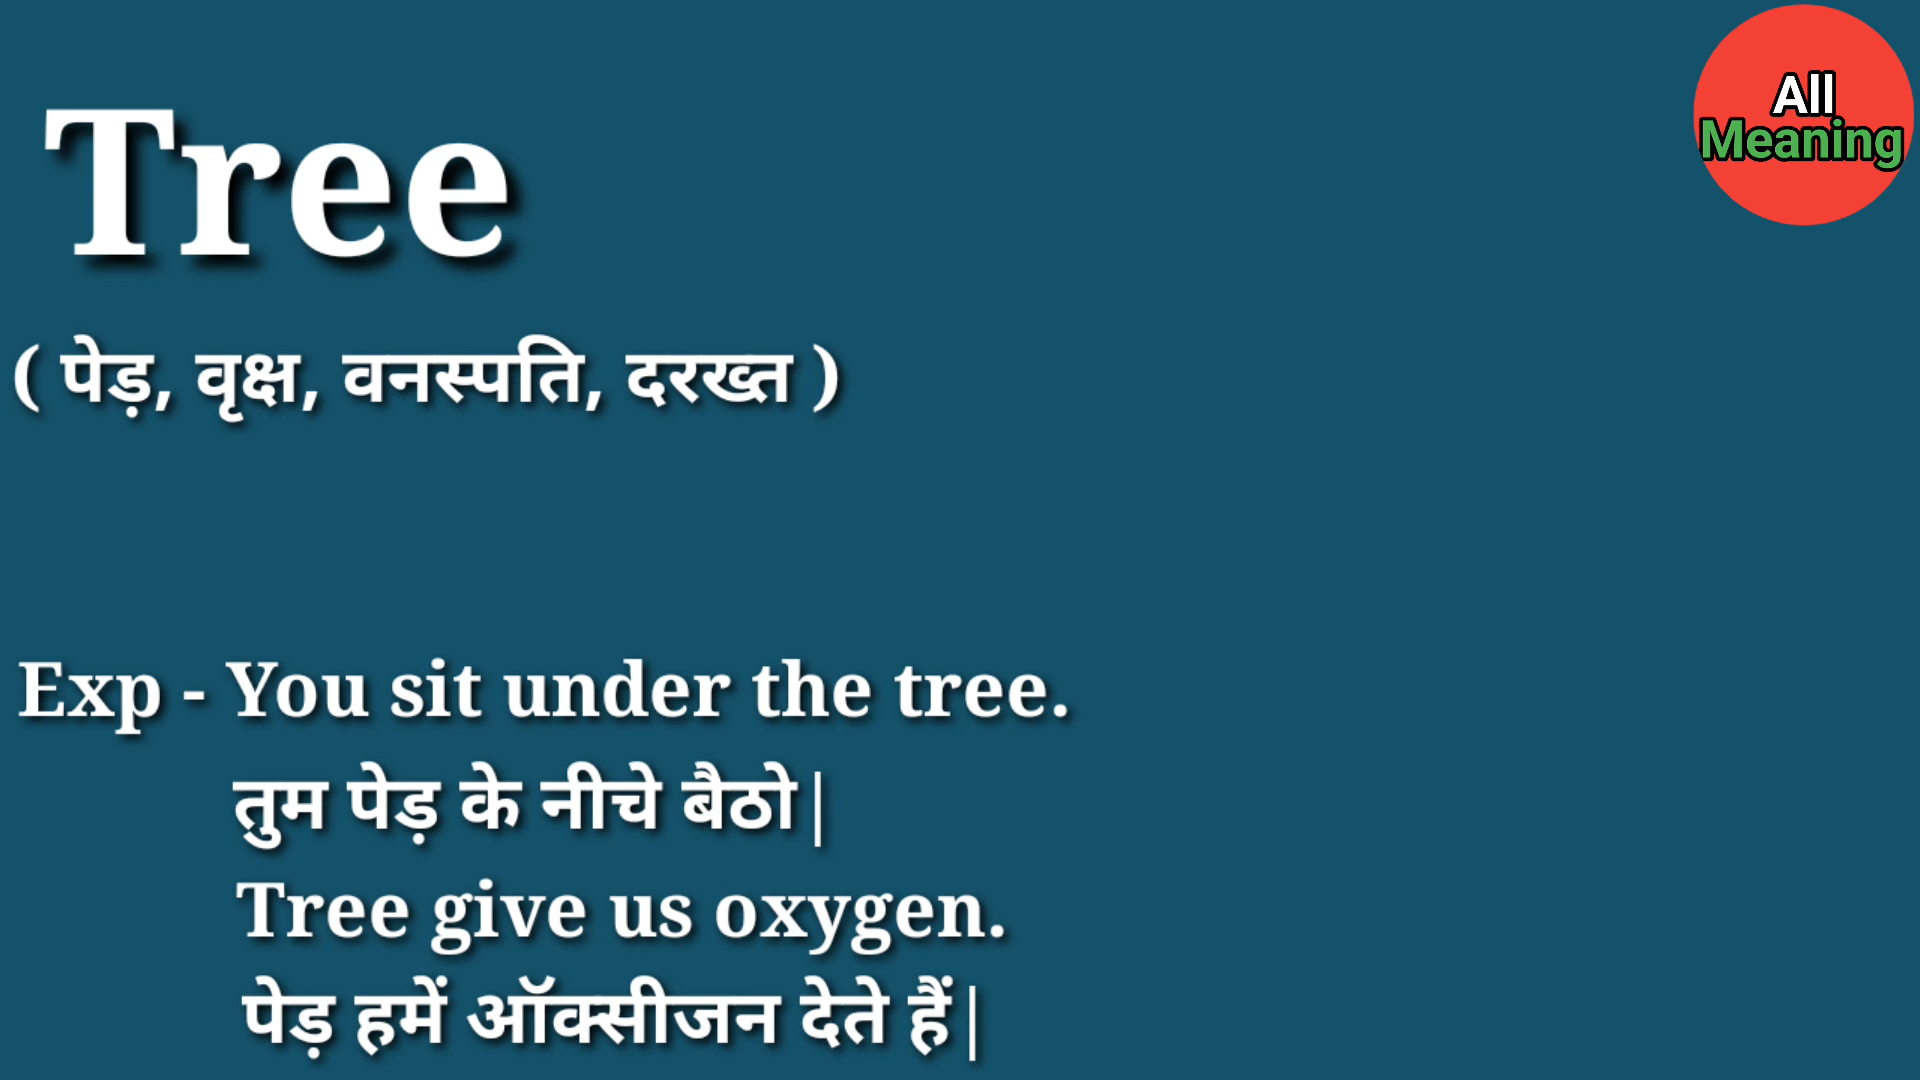 All
Meaning
Tree
( पेड़, वृक्ष, वनस्पति, दरख्त )
Exp - You sit under the tree.
तुम पेड़ के नीचे बैठो|
Tree give us oxygen.
पेड़ हमें ऑक्सीजन देते हैं|